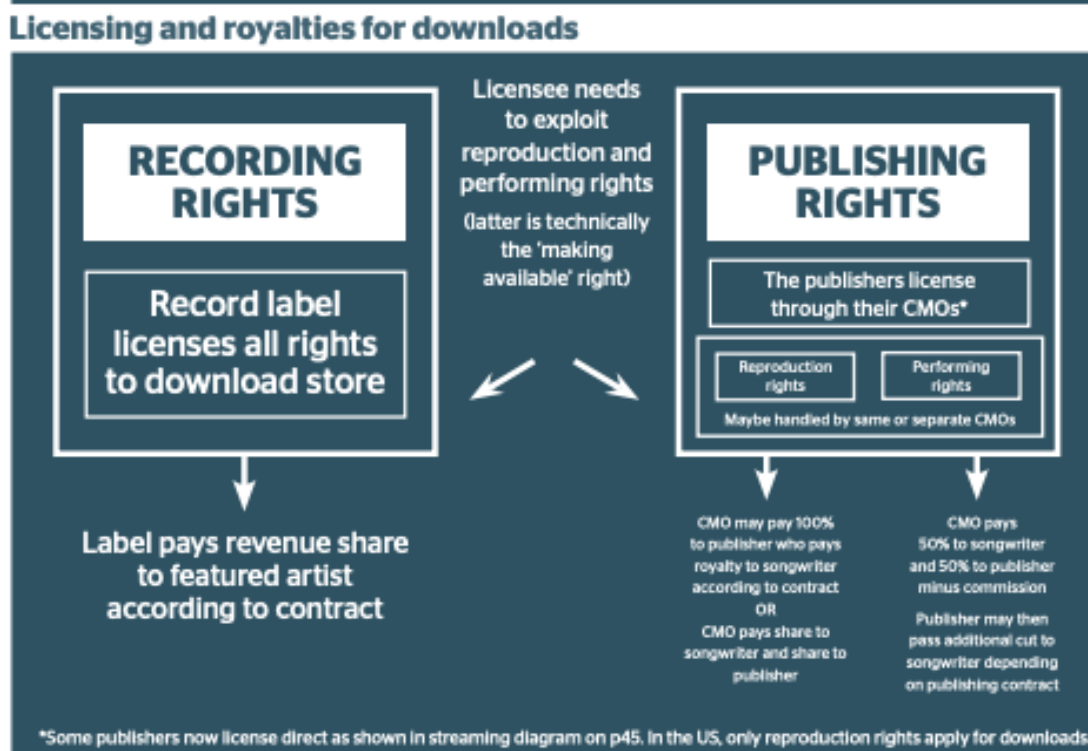 Licensing and royalties for downloads
RECORDING
RIGHTS
Record label
licenses all rights
to download store
Label pays revenue share
to featured artist
according to contract
Licensee needs
to exploit
reproduction and
performing rights
(latter is technically
the ‘making
available’ right)
PUBLISHING
RIGHTS
The publishers license
through their CMOs*
Reproduction
rights
Performing
rights
Maybe handled by same or separate CMOs
CMO may pay 100%
to publisher who pays
royalty to songwriter
according to contract
OR
CMO pays share to
songwriter and share to
publisher
CMO pays
50% to songwriter
and 50% to publisher
minus commission
Publisher may then
pass additional cut to
songwriter depending
on publishing contract
*Some publishers now license direct as shown in streaming diagram on p45. In the US, only reproduction rights apply for downloads